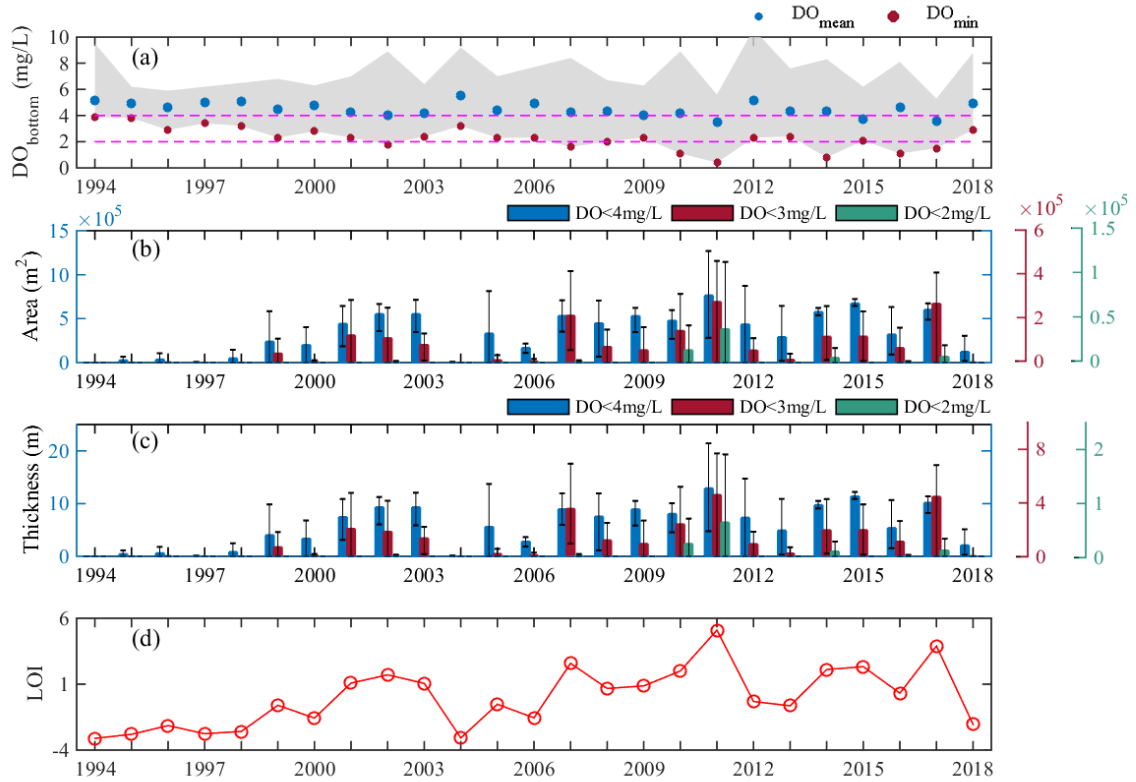 DO_mean DO_min
(a)
DO_bottom (mg/L)
10
8
6
4
2
0
1994 1997 2000 2003 2006 2009 2012 2015 2018
DO<4mg/L DO<3mg/L DO<2mg/L
×10^5 ×10^5 ×10^5
(b)
Area (m^2)
15 6 1.5
10 4 1
5 2 0.5
0 0 0
1994 1997 2000 2003 2006 2009 2012 2015 2018
DO<4mg/L DO<3mg/L DO<2mg/L
(c)
Thickness (m)
20 8 2
10 4 1
0 0 0
1994 1997 2000 2003 2006 2009 2012 2015 2018
(d)
LOI
6
1
-4
1994 1997 2000 2003 2006 2009 2012 2015 2018